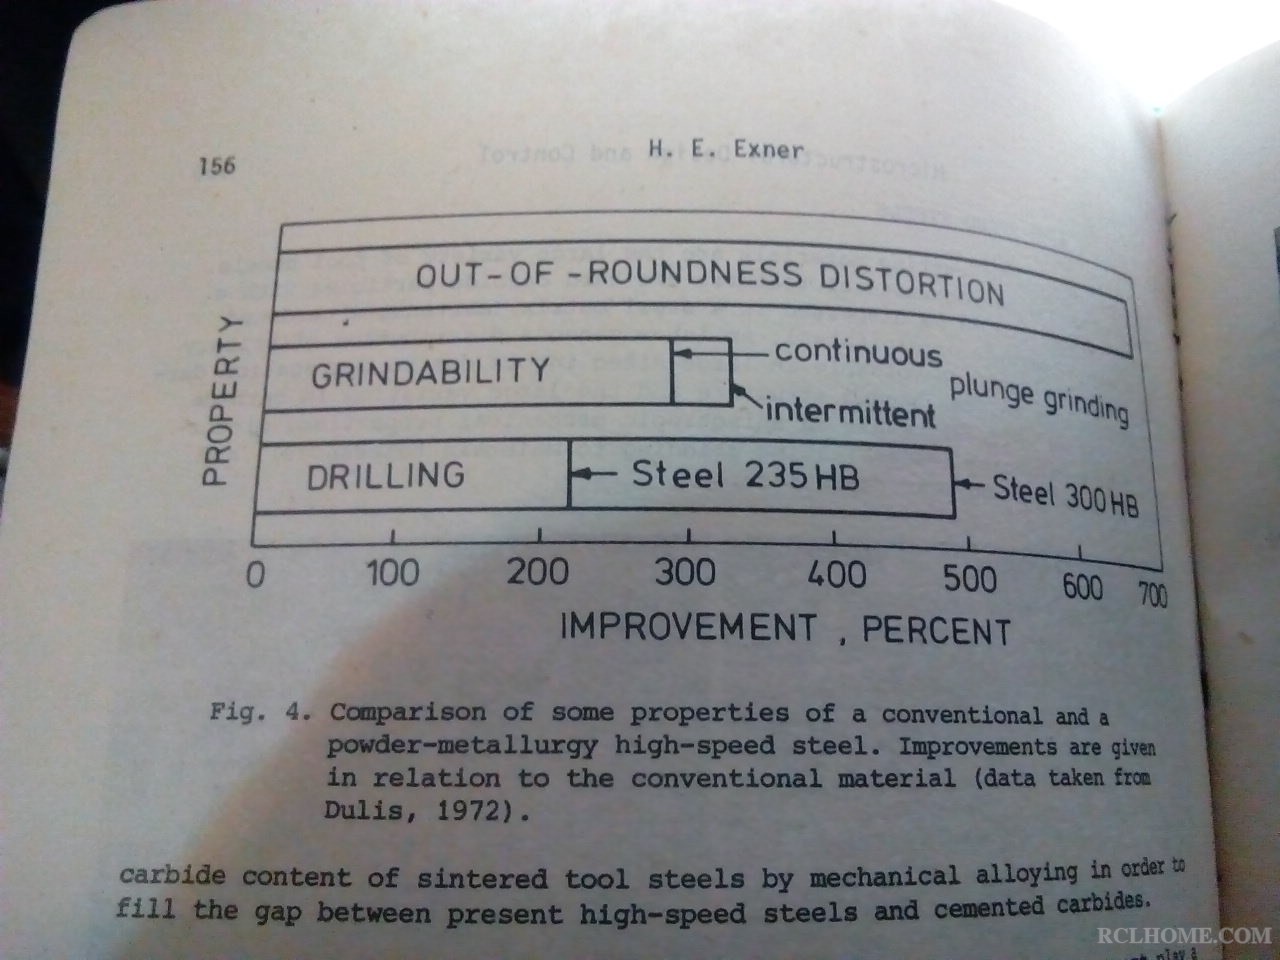 156
H. E. Exner
PROPERTY
OUT-OF-ROUNDNESS DISTORTION
GRINDABILITY
continuous
intermittent
plunge grinding
DRILLING
Steel 235 HB
Steel 300 HB
0 100 200 300 400 500 600 700
IMPROVEMENT , PERCENT
Fig. 4. Comparison of some properties of a conventional and a
powder-metallurgy high-speed steel. Improvements are given
in relation to the conventional material (data taken from
Dulis, 1972).
carbide content of sintered tool steels by mechanical alloying in order to
fill the gap between present high-speed steels and cemented carbides.
RCLHOME.COM